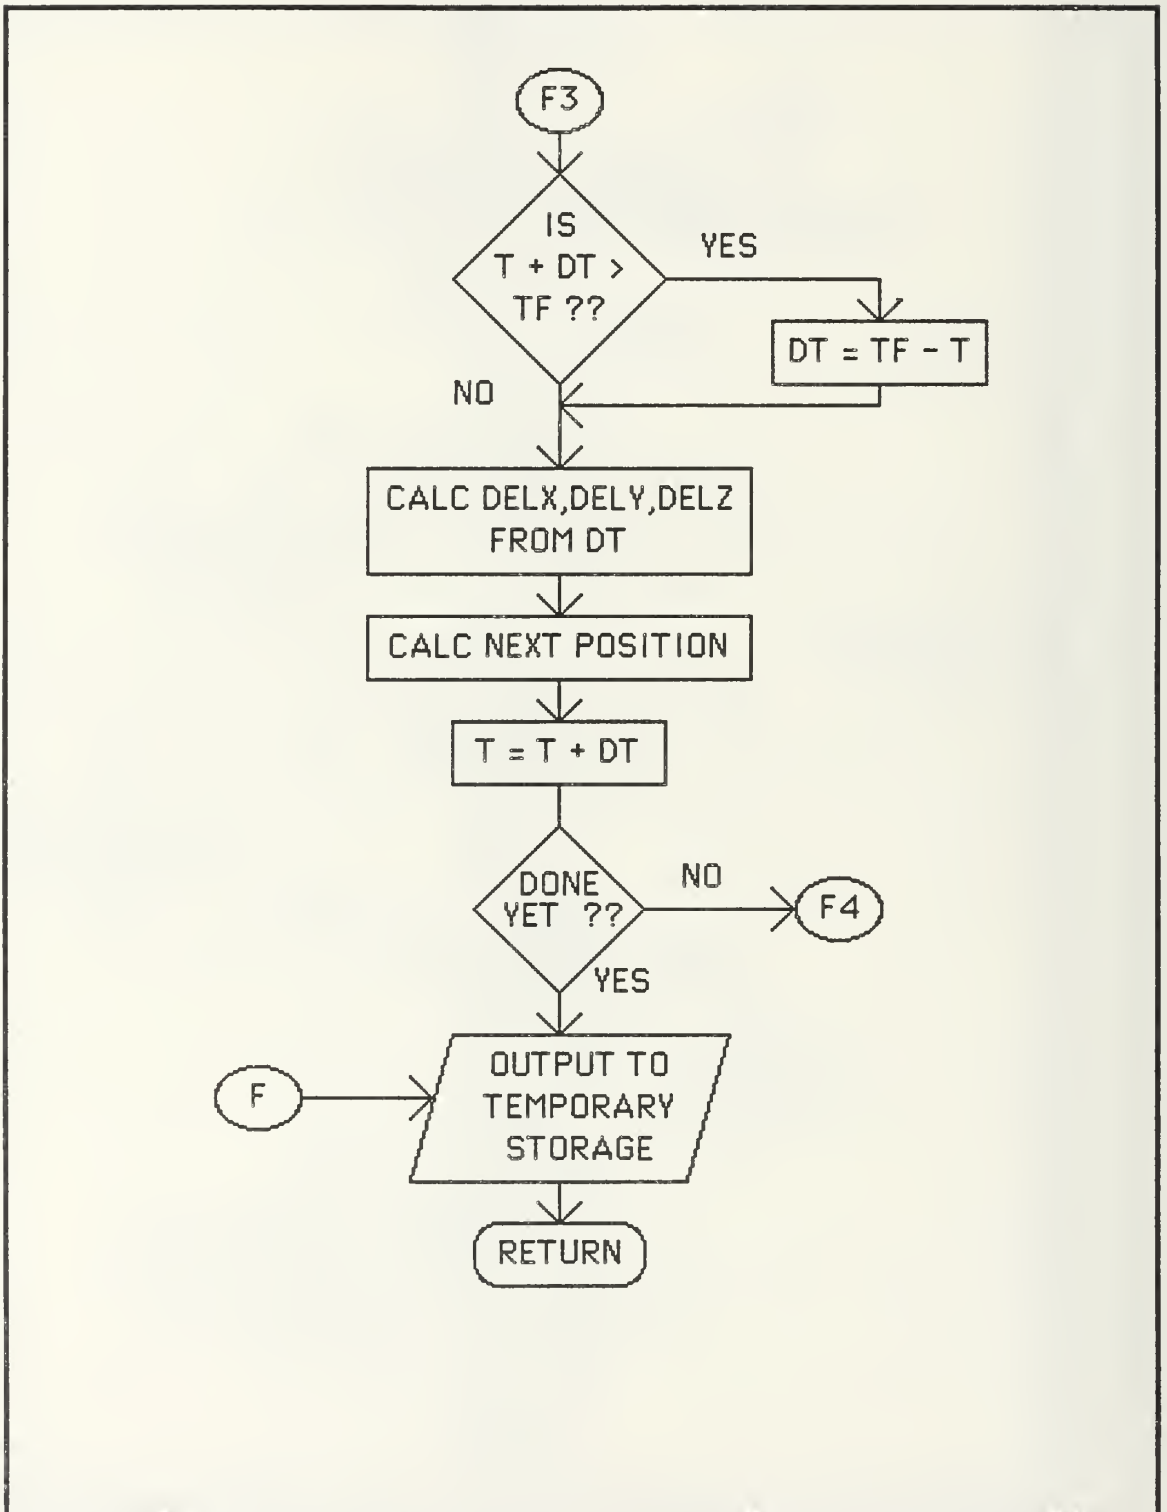 F3
IS
T + DT >
TF ??
YES
DT = TF - T
NO
CALC DELX,DELY,DELZ
FROM DT
CALC NEXT POSITION
T = T + DT
DONE
YET ??
NO
F4
YES
F
OUTPUT TO
TEMPORARY
STORAGE
RETURN